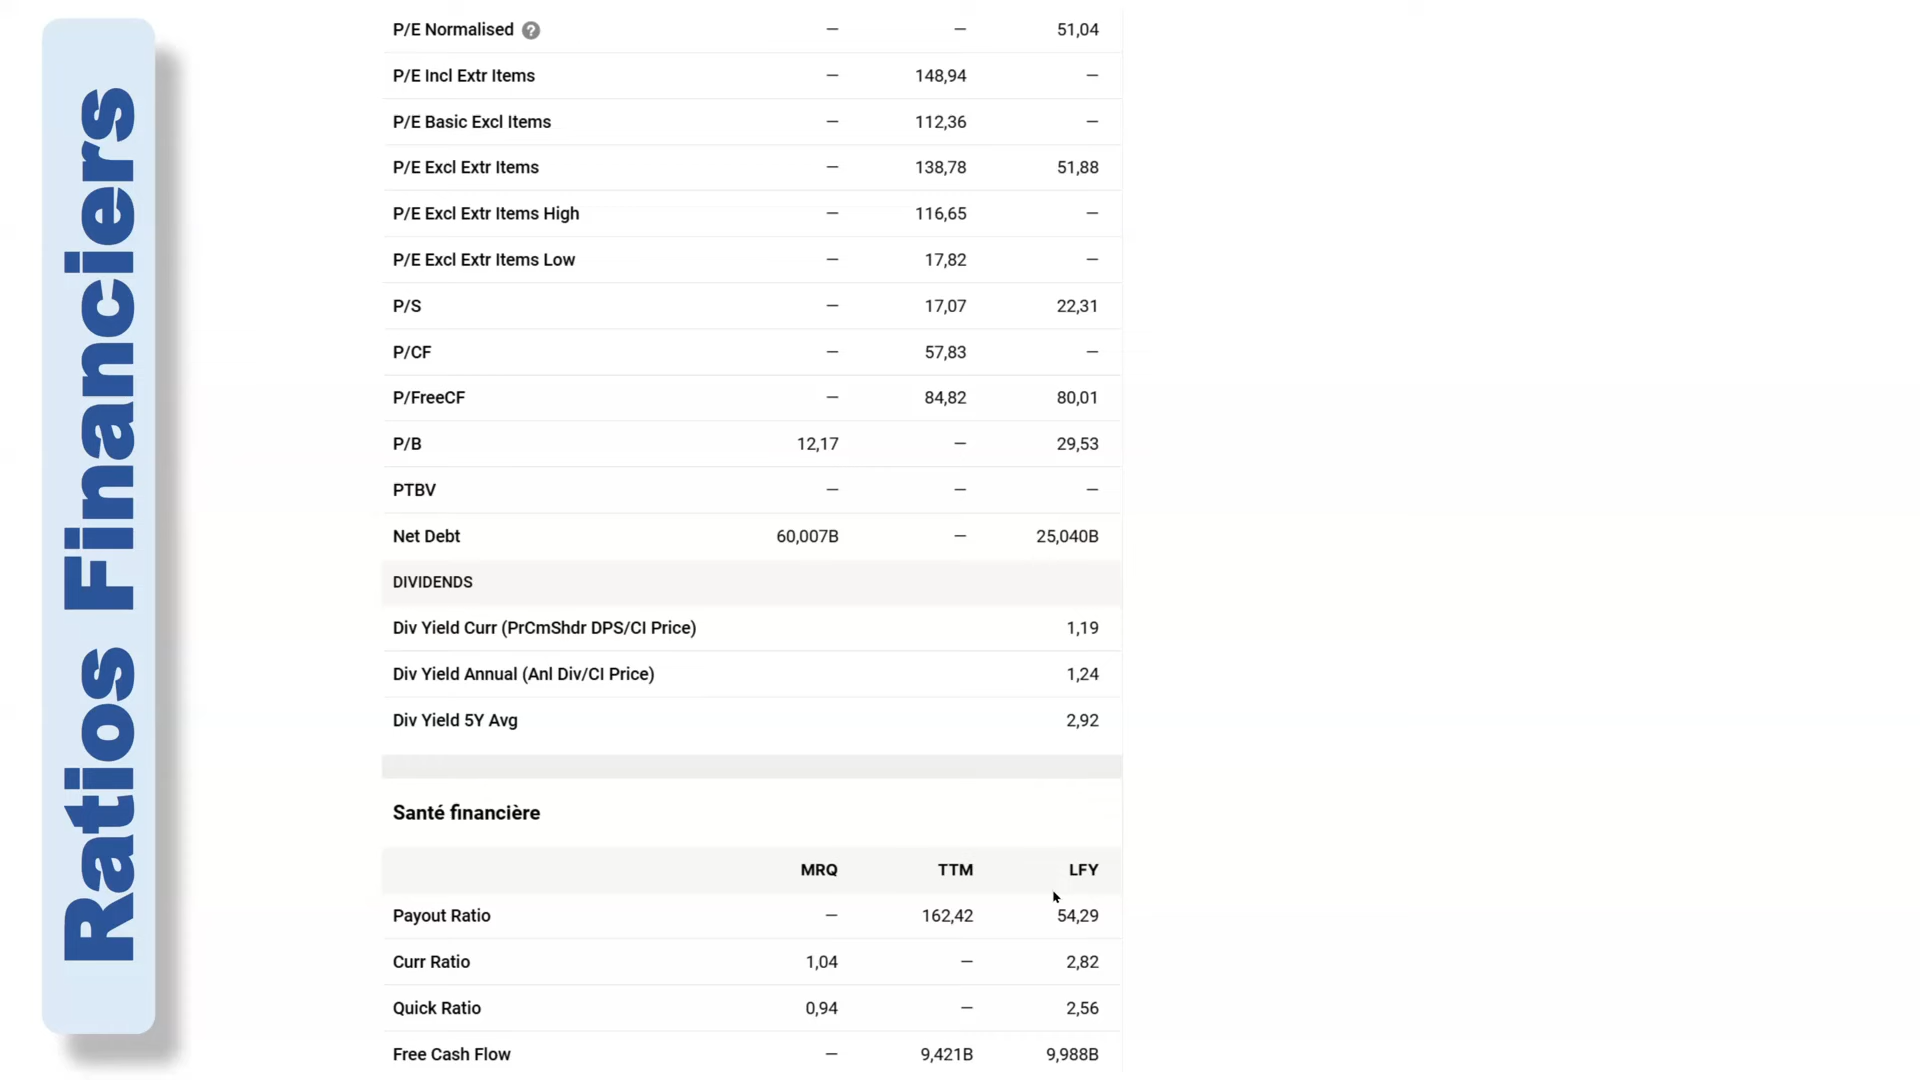 Ratios Financiers
P/E Normalised ? — — 51,04
P/E Incl Extr Items — 148,94 —
P/E Basic Excl Items — 112,36 —
P/E Excl Extr Items — 138,78 51,88
P/E Excl Extr Items High — 116,65 —
P/E Excl Extr Items Low — 17,82 —
P/S — 17,07 22,31
P/CF — 57,83 —
P/FreeCF — 84,82 80,01
P/B 12,17 — 29,53
PTBV — — —
Net Debt 60,007B — 25,040B
DIVIDENDS
Div Yield Curr (PrCmShdr DPS/Cl Price) 1,19
Div Yield Annual (Anl Div/Cl Price) 1,24
Div Yield 5Y Avg 2,92
Santé financière
MRQ TTM LFY
Payout Ratio — 162,42 54,29
Curr Ratio 1,04 — 2,82
Quick Ratio 0,94 — 2,56
Free Cash Flow — 9,421B 9,988B